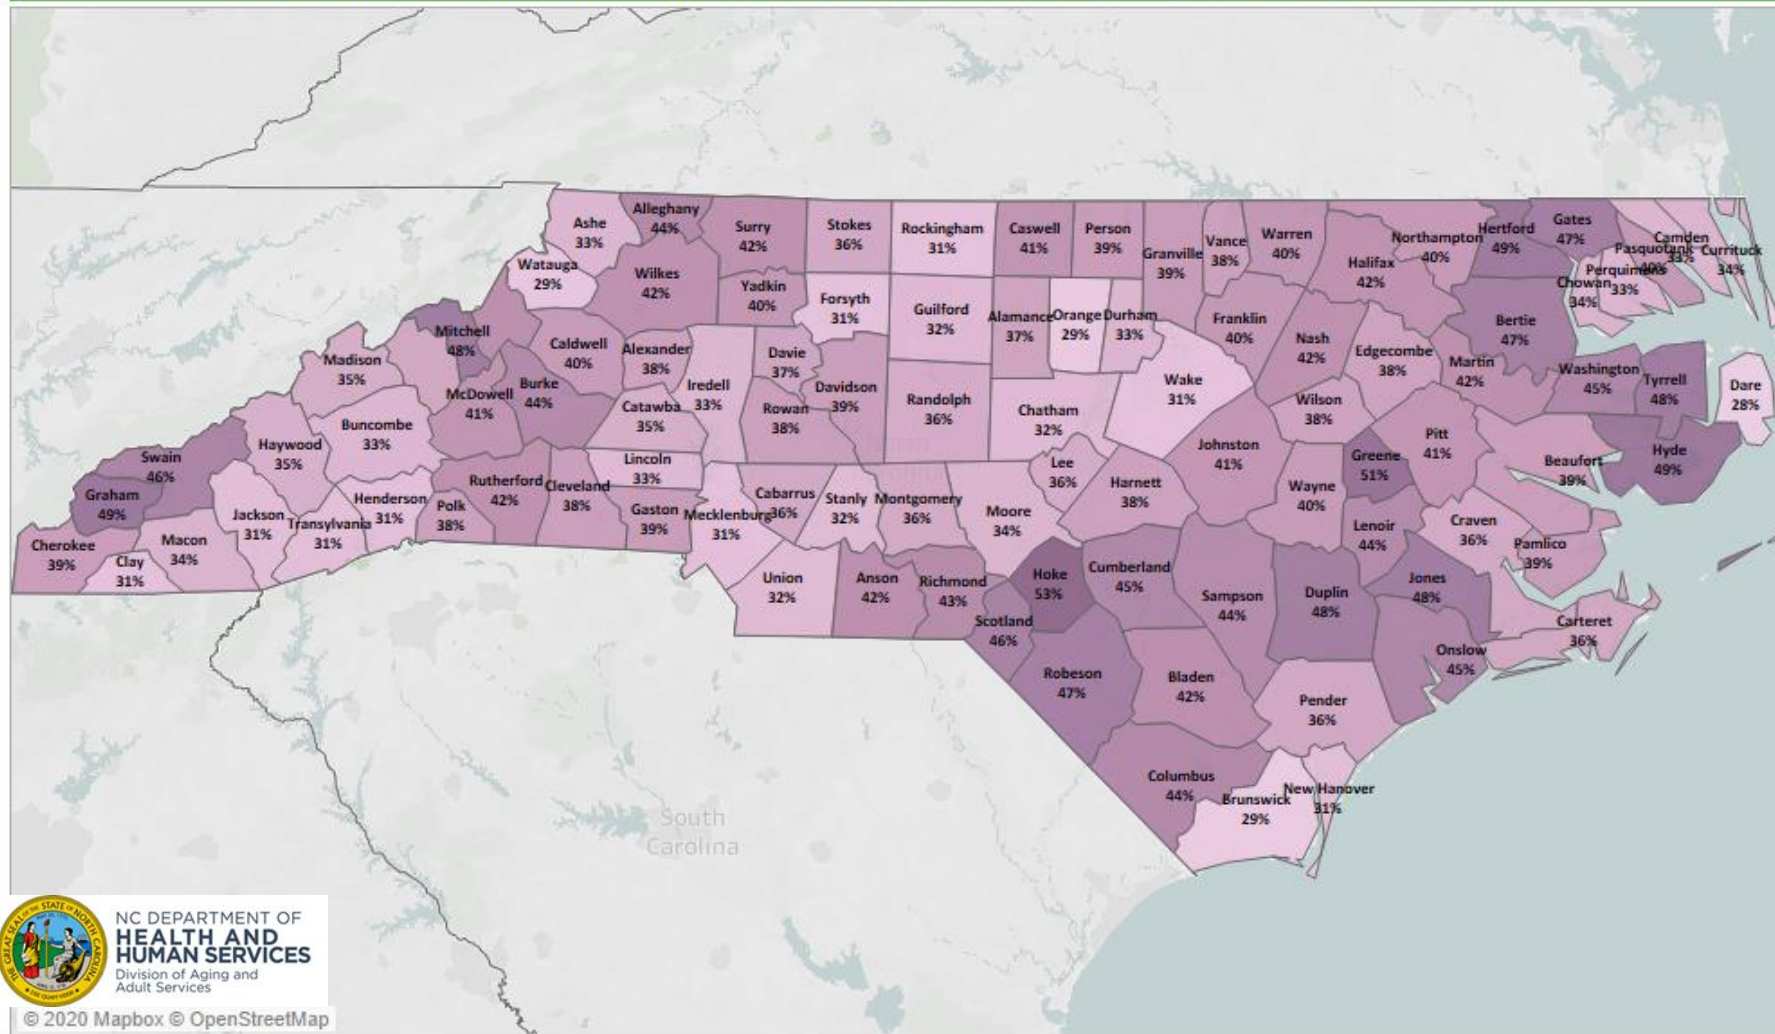 Ashe
33%
Alleghany
44%
Surry
42%
Stokes
36%
Rockingham
31%
Caswell
41%
Person
39%
Granville
39%
Vance
38%
Warren
40%
Halifax
42%
Northampton
40%
Hertford
49%
Gates
47%
Pasquotank
40%
Camden
33%
Currituck
34%
Perquimans
33%
Chowan
34%
Watauga
29%
Wilkes
42%
Yadkin
40%
Forsyth
31%
Guilford
32%
Alamance
37%
Orange
29%
Durham
33%
Franklin
40%
Nash
42%
Edgecombe
38%
Martin
42%
Bertie
47%
Washington
45%
Tyrrell
48%
Dare
28%
Mitchell
48%
Madison
35%
Caldwell
40%
Alexander
38%
Davie
37%
Iredell
33%
Davidson
39%
Randolph
36%
Chatham
32%
Wake
31%
Wilson
38%
Pitt
41%
Beaufort
39%
Hyde
49%
McDowell
41%
Burke
44%
Catawba
35%
Rowan
38%
Buncombe
33%
Haywood
35%
Swain
46%
Graham
49%
Cherokee
39%
Clay
31%
Macon
34%
Jackson
31%
Transylvania
31%
Henderson
31%
Polk
38%
Rutherford
42%
Cleveland
38%
Lincoln
33%
Gaston
39%
Mecklenburg
31%
Cabarrus
36%
Stanly
32%
Montgomery
36%
Moore
34%
Lee
36%
Harnett
38%
Johnston
41%
Wayne
40%
Greene
51%
Lenoir
44%
Craven
36%
Pamlico
39%
Union
32%
Anson
42%
Richmond
43%
Scotland
46%
Hoke
53%
Cumberland
45%
Sampson
44%
Duplin
48%
Jones
48%
Carteret
36%
Onslow
45%
Robeson
47%
Bladen
42%
Pender
36%
Columbus
44%
Brunswick
29%
New Hanover
31%
South
Carolina
NC DEPARTMENT OF
HEALTH AND
HUMAN SERVICES
Division of Aging and
Adult Services
© 2020 Mapbox © OpenStreetMap